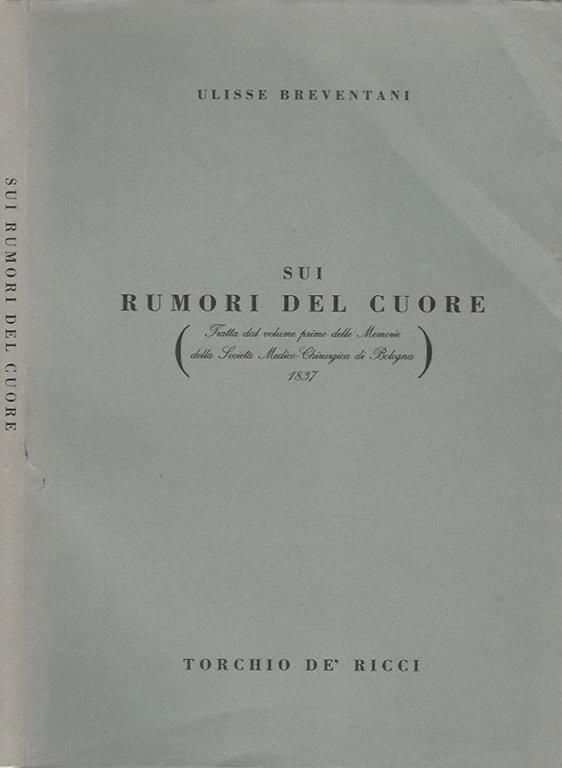 SUI RUMORI DEL CUORE
ULISSE BREVENTANI
SUI
RUMORI DEL CUORE
(Tratta dal volume primo delle Memorie
della Società Medico-Chirurgica di Bologna)
1837
TORCHIO DE' RICCI